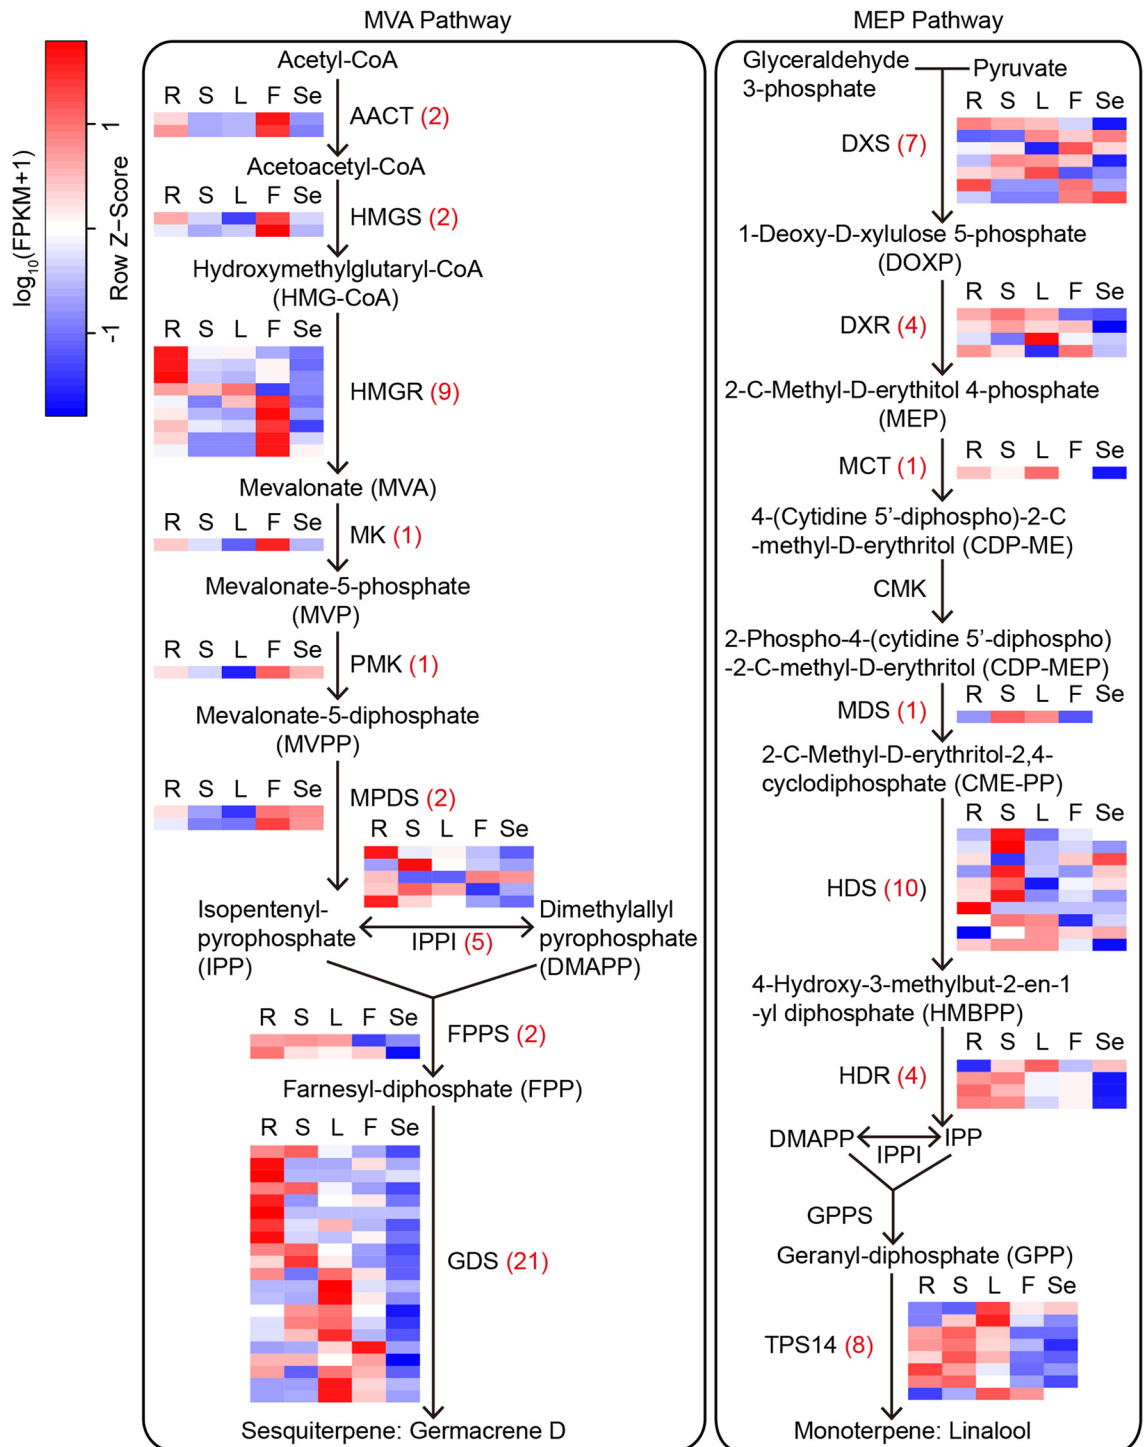 MVA Pathway
MEP Pathway
log10(FPKM+1)
Row Z−Score
-1
1
Acetyl-CoA
R S L F Se
AACT (2)
Acetoacetyl-CoA
R S L F Se
HMGS (2)
Hydroxymethylglutaryl-CoA
(HMG-CoA)
R S L F Se
HMGR (9)
Mevalonate (MVA)
R S L F Se
MK (1)
Mevalonate-5-phosphate
(MVP)
R S L F Se
PMK (1)
Mevalonate-5-diphosphate
(MVPP)
R S L F Se
MPDS (2)
R S L F Se
Isopentenyl-
pyrophosphate
(IPP)
IPPI (5)
Dimethylallyl
pyrophosphate
(DMAPP)
R S L F Se
FPPS (2)
Farnesyl-diphosphate (FPP)
R S L F Se
GDS (21)
Sesquiterpene: Germacrene D
Glyceraldehyde
3-phosphate
Pyruvate
R S L F Se
DXS (7)
1-Deoxy-D-xylulose 5-phosphate
(DOXP)
R S L F Se
DXR (4)
2-C-Methyl-D-erythitol 4-phosphate
(MEP)
R S L F Se
MCT (1)
4-(Cytidine 5’-diphospho)-2-C
-methyl-D-erythritol (CDP-ME)
CMK
2-Phospho-4-(cytidine 5’-diphospho)
-2-C-methyl-D-erythritol (CDP-MEP)
R S L F Se
MDS (1)
2-C-Methyl-D-erythritol-2,4-
cyclodiphosphate (CME-PP)
R S L F Se
HDS (10)
4-Hydroxy-3-methylbut-2-en-1
-yl diphosphate (HMBPP)
R S L F Se
HDR (4)
DMAPP
IPP
IPPI
GPPS
Geranyl-diphosphate (GPP)
R S L F Se
TPS14 (8)
Monoterpene: Linalool